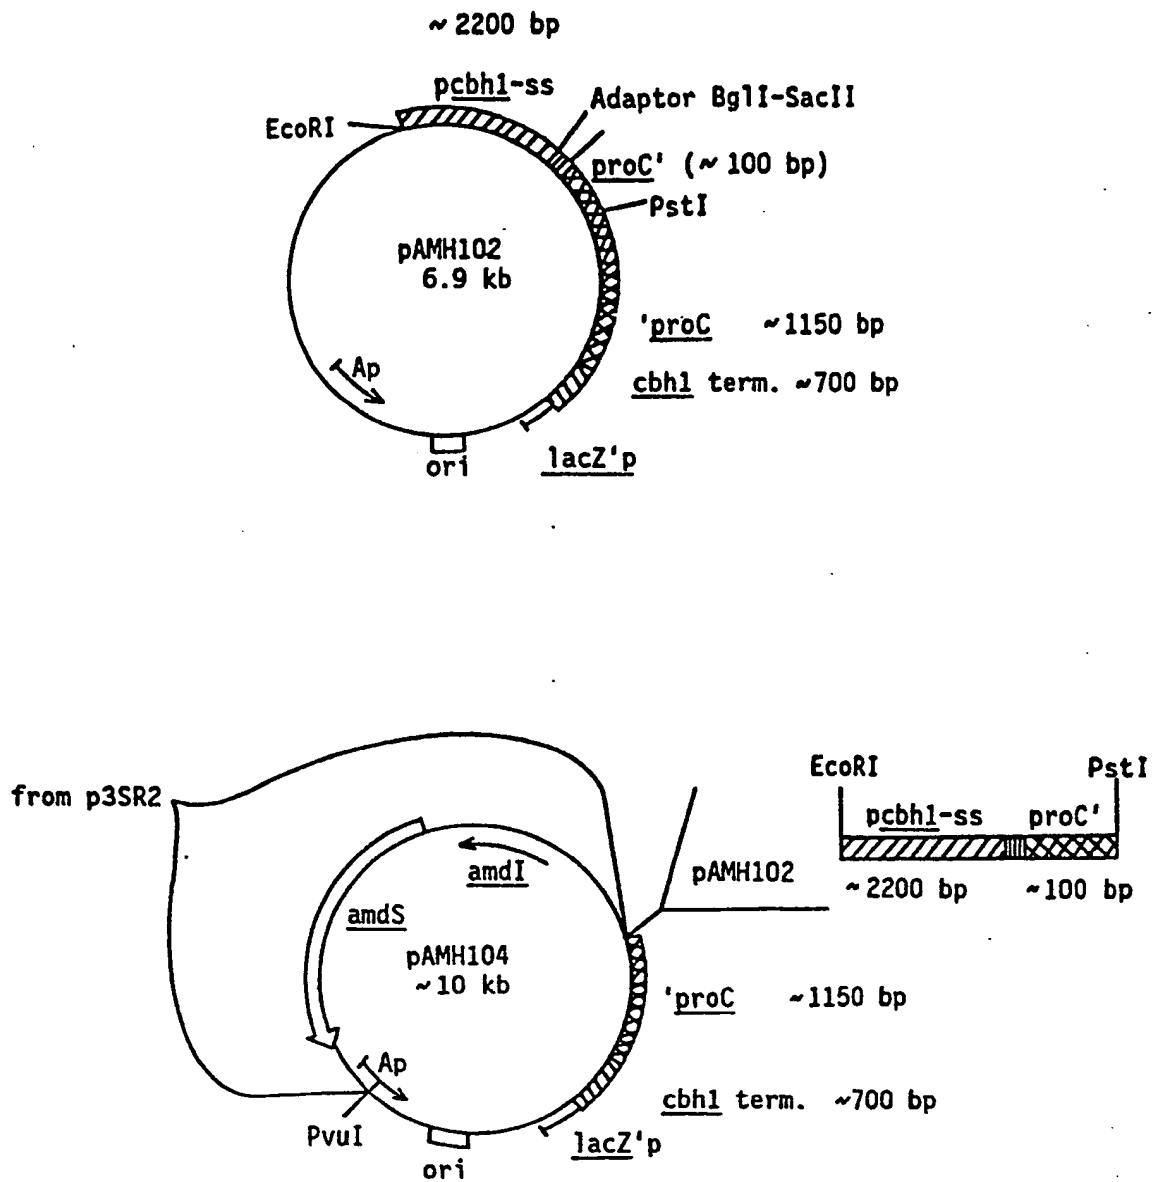 ~ 2200 bp
pcbh1-ss
Adaptor BglI-SacII
EcoRI
proC' (~ 100 bp)
PstI
pAMH102
6.9 kb
'proC ~1150 bp
Ap
cbh1 term. ~700 bp
ori
lacZ'p
EcoRI
PstI
from p3SR2
pcbh1-ss
proC'
amdI
pAMH102
~2200 bp
~100 bp
amdS
pAMH104
~10 kb
'proC ~1150 bp
Ap
cbh1 term. ~700 bp
PvuI
lacZ'p
ori